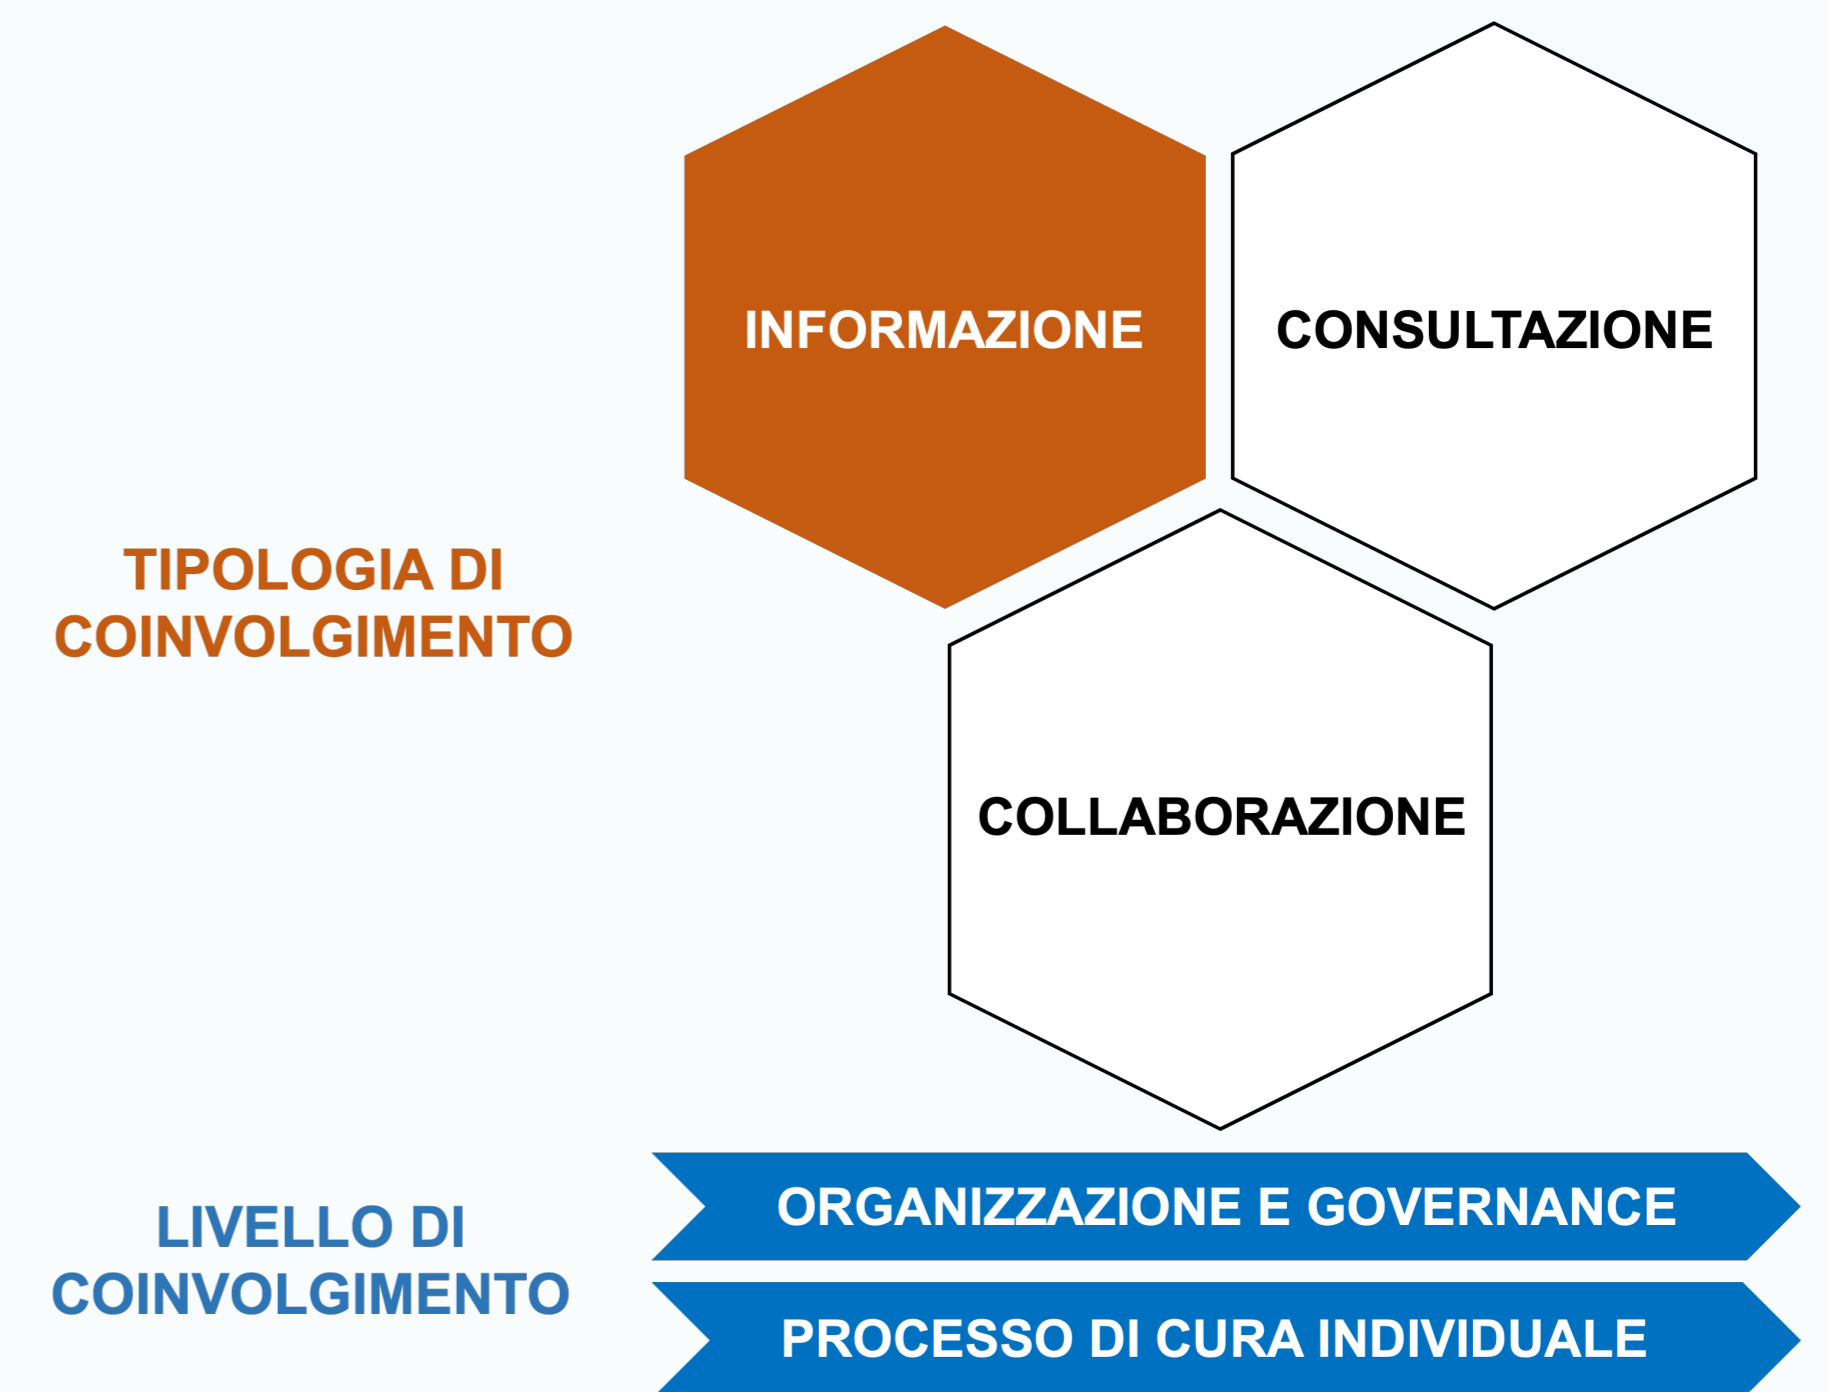 INFORMAZIONE
CONSULTAZIONE
TIPOLOGIA DI
COINVOLGIMENTO
COLLABORAZIONE
LIVELLO DI
COINVOLGIMENTO
ORGANIZZAZIONE E GOVERNANCE
PROCESSO DI CURA INDIVIDUALE